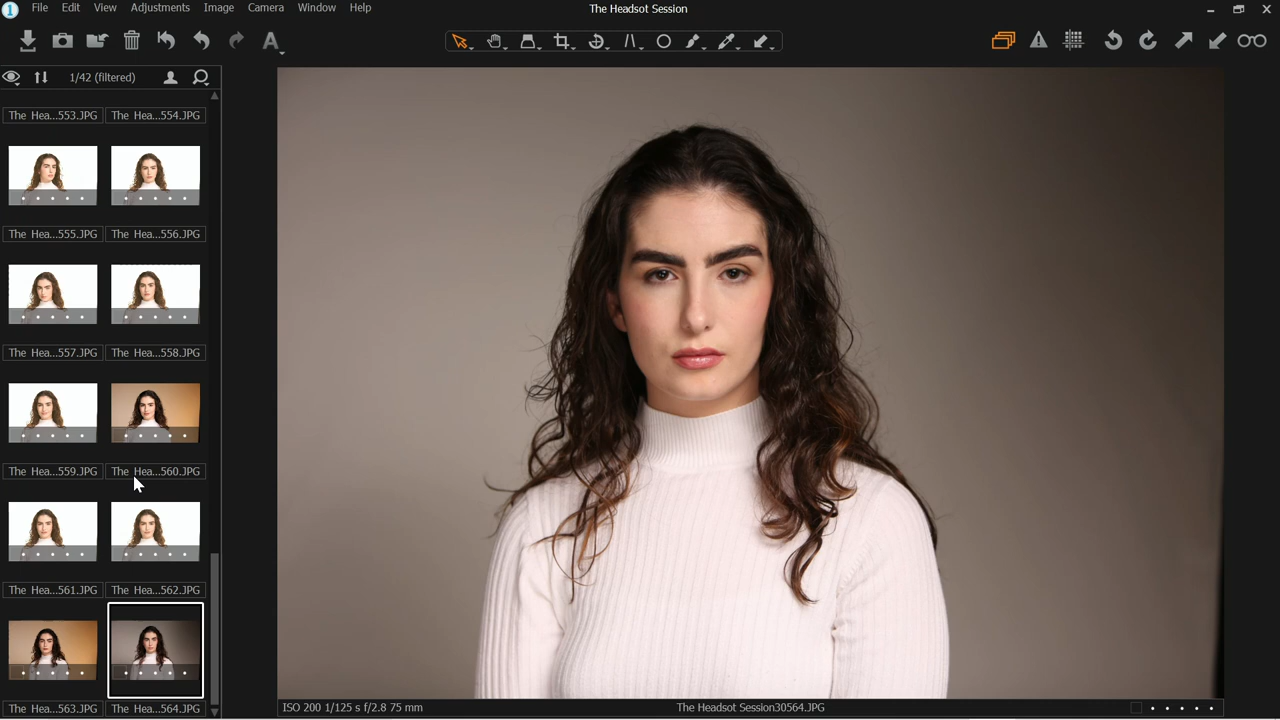 1 File Edit View Adjustments Image Camera Window Help The Headsot Session
A
1/42 (filtered)
The Hea...553.JPG The Hea...554.JPG
The Hea...555.JPG The Hea...556.JPG
The Hea...557.JPG The Hea...558.JPG
The Hea...559.JPG The Hea...560.JPG
The Hea...561.JPG The Hea...562.JPG
The Hea...563.JPG The Hea...564.JPG
ISO 200 1/125 s f/2.8 75 mm The Headsot Session30564.JPG